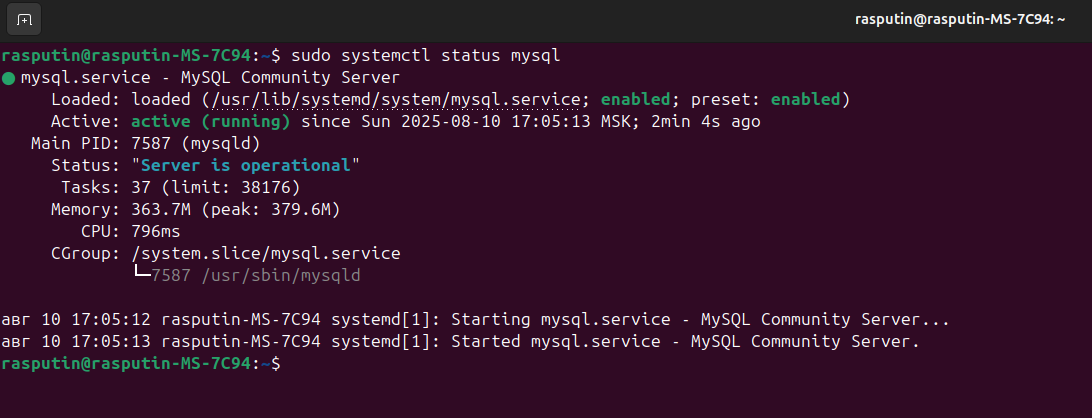 rasputin@rasputin-MS-7C94: ~
rasputin@rasputin-MS-7C94:~$ sudo systemctl status mysql
● mysql.service - MySQL Community Server
     Loaded: loaded (/usr/lib/systemd/system/mysql.service; enabled; preset: enabled)
     Active: active (running) since Sun 2025-08-10 17:05:13 MSK; 2min 4s ago
   Main PID: 7587 (mysqld)
     Status: "Server is operational"
      Tasks: 37 (limit: 38176)
     Memory: 363.7M (peak: 379.6M)
        CPU: 796ms
     CGroup: /system.slice/mysql.service
             └─7587 /usr/sbin/mysqld
авг 10 17:05:12 rasputin-MS-7C94 systemd[1]: Starting mysql.service - MySQL Community Server...
авг 10 17:05:13 rasputin-MS-7C94 systemd[1]: Started mysql.service - MySQL Community Server.
rasputin@rasputin-MS-7C94:~$